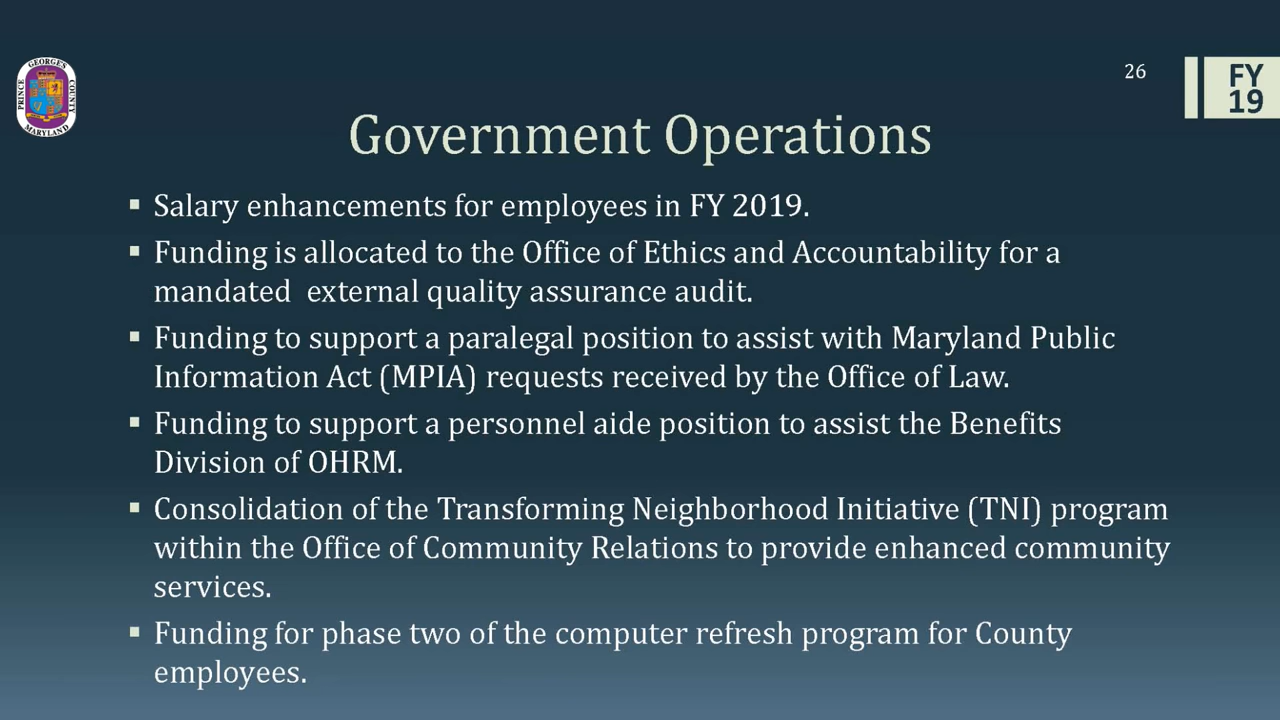 PRINCE GEORGES COUNTY MARYLAND
26
FY
19
Government Operations
▪ Salary enhancements for employees in FY 2019.
▪ Funding is allocated to the Office of Ethics and Accountability for a
mandated  external quality assurance audit.
▪ Funding to support a paralegal position to assist with Maryland Public
Information Act (MPIA) requests received by the Office of Law.
▪ Funding to support a personnel aide position to assist the Benefits
Division of OHRM.
▪ Consolidation of the Transforming Neighborhood Initiative (TNI) program
within the Office of Community Relations to provide enhanced community
services.
▪ Funding for phase two of the computer refresh program for County
employees.